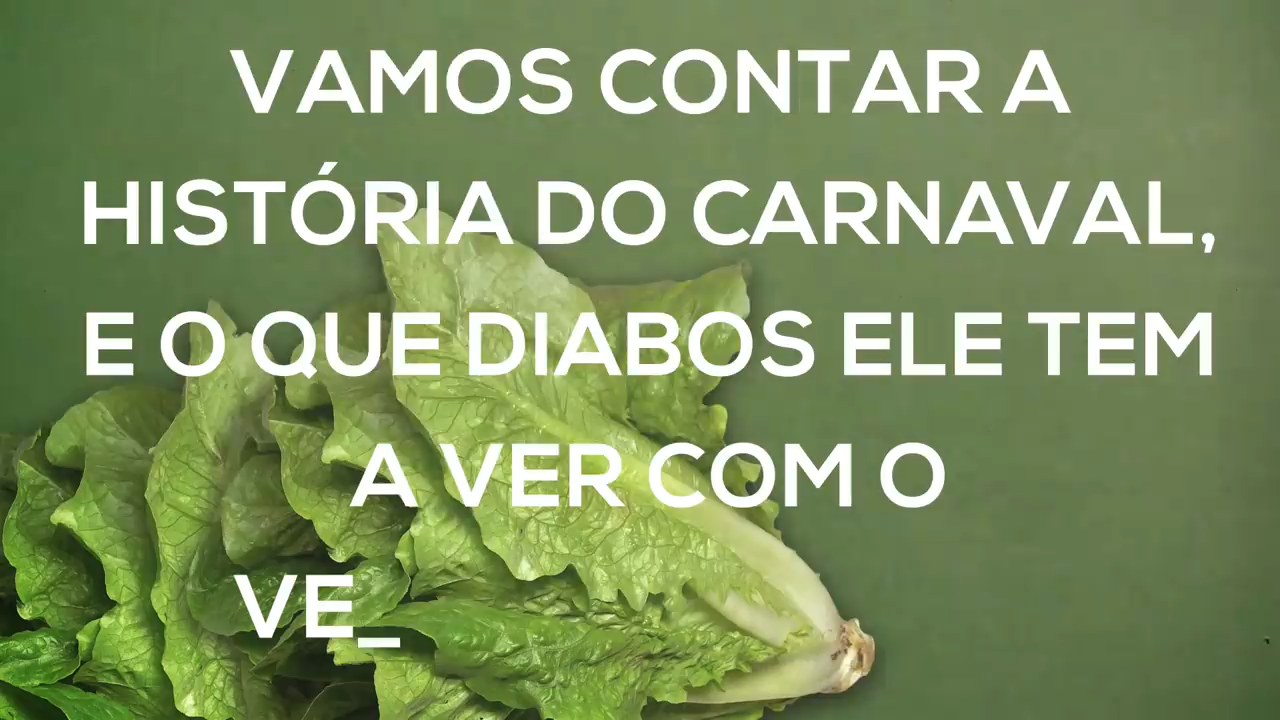 VAMOS CONTAR A
HISTÓRIA DO CARNAVAL,
E O QUE DIABOS ELE TEM
A VER COM O
VE_